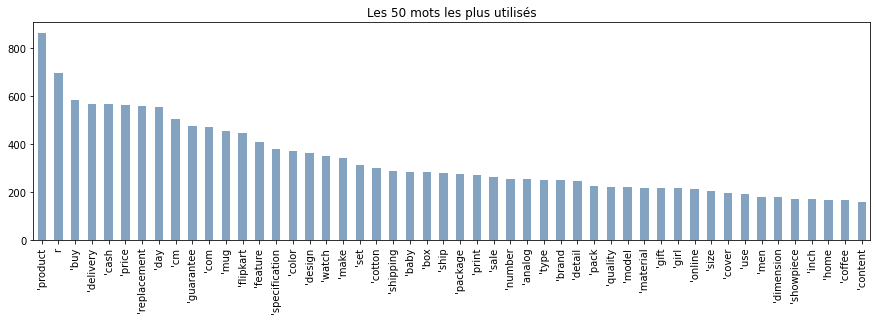 Les 50 mots les plus utilisés
800
600
400
200
0
'product
r
'buy
'delivery
'cash
'price
'replacement
'day
'cm
'guarantee
'com
'mug
'flipkart
'feature
'specification
'color
'design
'watch
'make
'set
'cotton
'shipping
'baby
'box
'ship
'package
'print
'sale
'number
'analog
'type
'brand
'detail
'pack
'quality
'model
'material
'gift
'girl
'online
'size
'cover
'use
'men
'dimension
'showpiece
'inch
'home
'coffee
'content